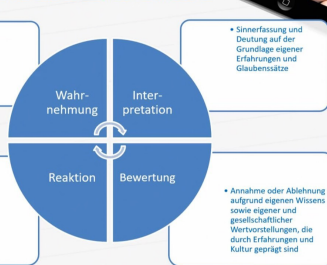 • Sinnerfassung und
Deutung auf der
Grundlage eigener
Erfahrungen und
Glaubenssätze
Wahr-
nehmung
Inter-
pretation
Reaktion
Bewertung
• Annahme oder Ablehnung
aufgrund eigenen Wissens
sowie eigener und
gesellschaftlicher
Wertvorstellungen, die
durch Erfahrungen und
Kultur geprägt sind